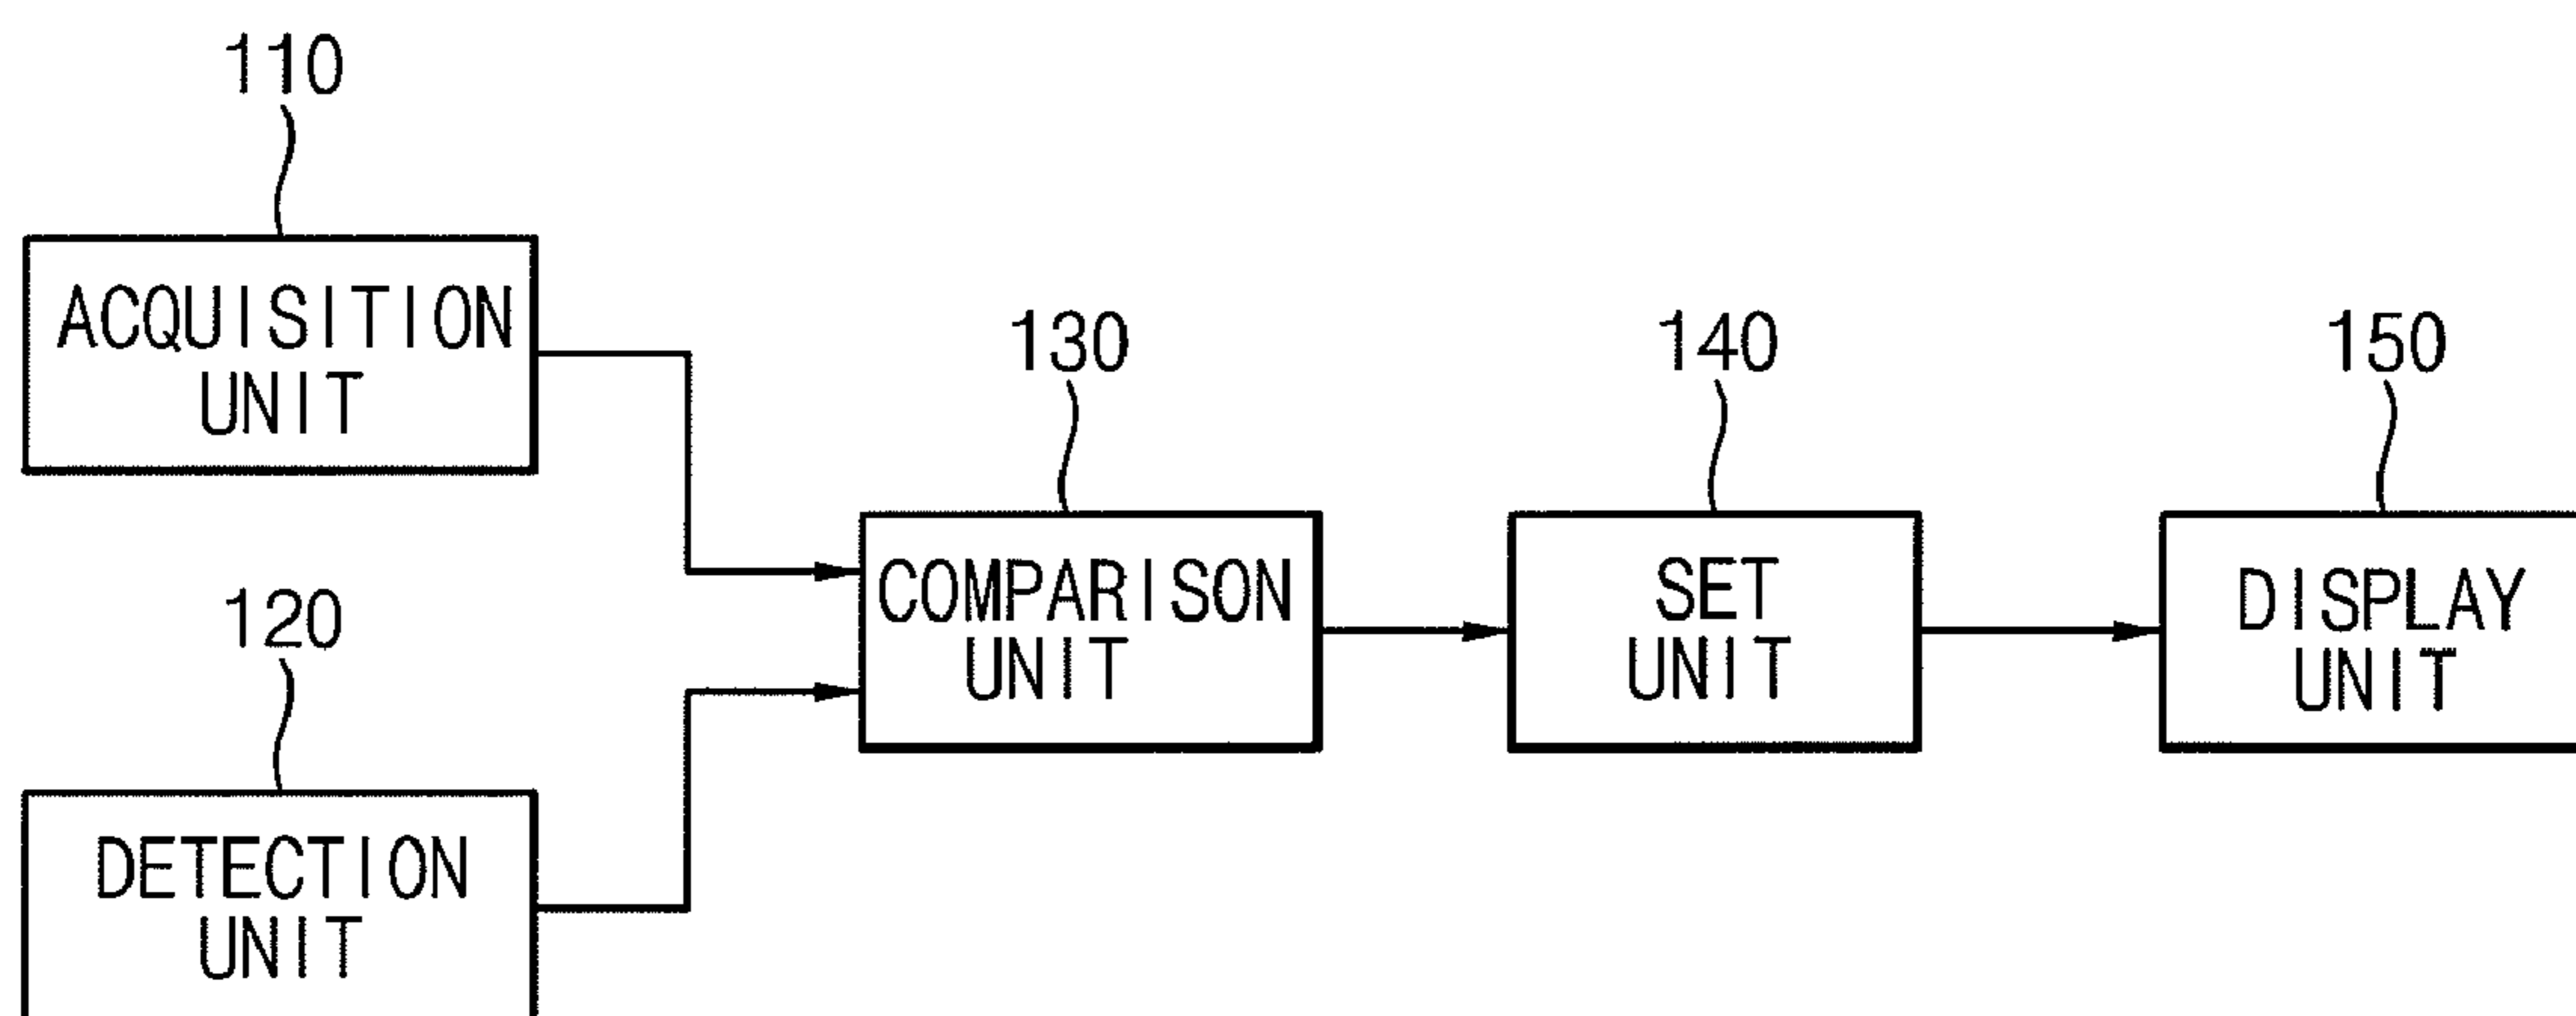 110
ACQUISITION
UNIT
120
DETECTION
UNIT
130
COMPARISON
UNIT
140
SET
UNIT
150
DISPLAY
UNIT